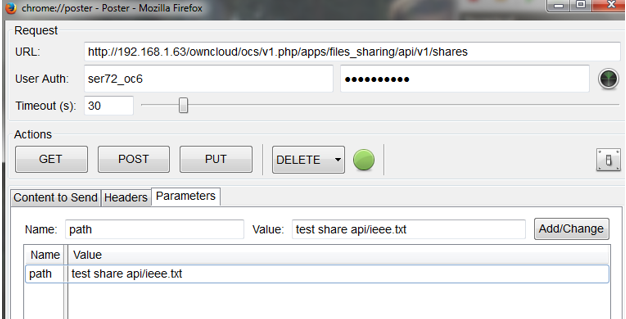 chrome://poster - Poster - Mozilla Firefox
Request
URL: http://192.168.1.63/owncloud/ocs/v1.php/apps/files_sharing/api/v1/shares
User Auth: ser72_oc6 ●●●●●●●●●●
Timeout (s): 30
Actions
GET POST PUT DELETE
Content to Send Headers Parameters
Name: path Value: test share api/ieee.txt Add/Change
Name Value
path test share api/ieee.txt